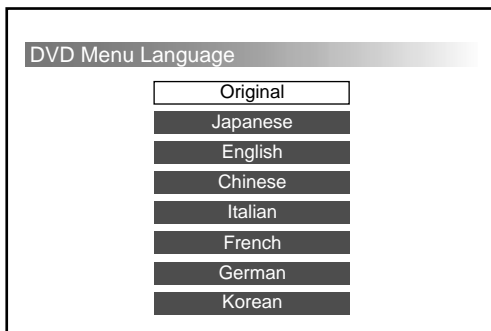 DVD Menu Language
Original
Japanese
English
Chinese
Italian
French
German
Korean